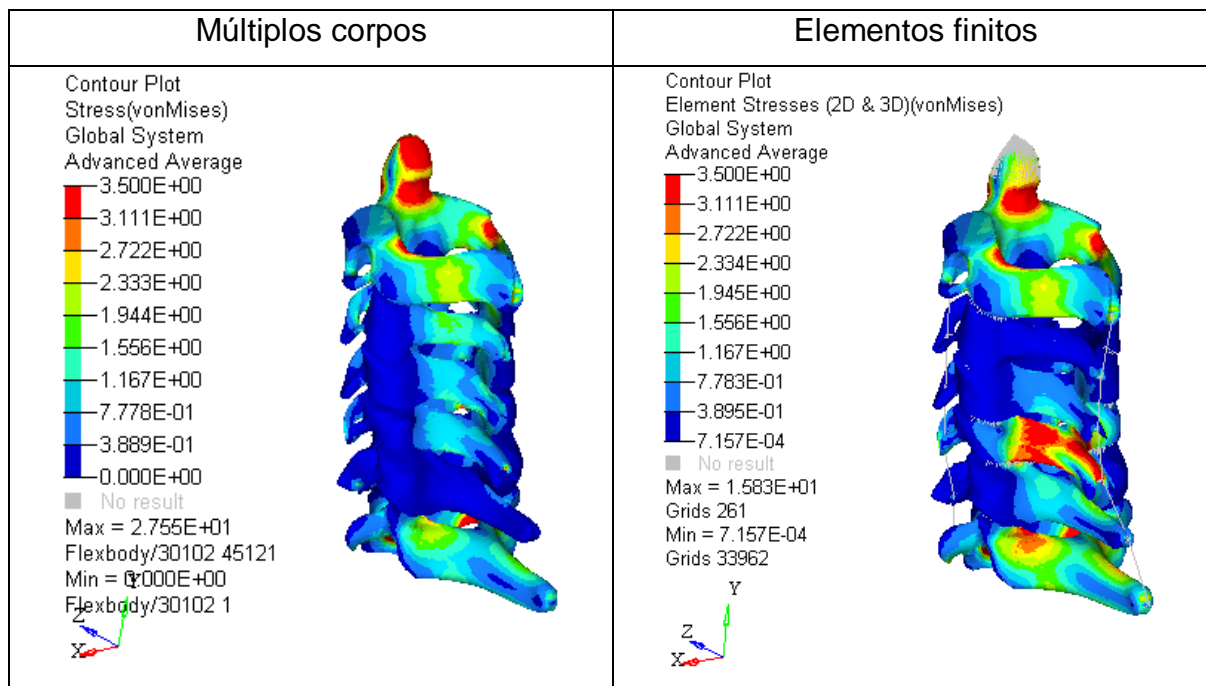 Múltiplos corpos
Elementos finitos
Contour Plot
Stress(vonMises)
Global System
Advanced Average
3.500E+00
3.111E+00
2.722E+00
2.333E+00
1.944E+00
1.556E+00
1.167E+00
7.778E-01
3.889E-01
0.000E+00
No result
Max = 2.755E+01
Flexbody/30102 45121
Min = 0.000E+00
Flexbody/30102 1
Y
Z
X
Contour Plot
Element Stresses (2D & 3D)(vonMises)
Global System
Advanced Average
3.500E+00
3.111E+00
2.722E+00
2.334E+00
1.945E+00
1.556E+00
1.167E+00
7.783E-01
3.895E-01
7.157E-04
No result
Max = 1.583E+01
Grids 261
Min = 7.157E-04
Grids 33962
Y
Z
X